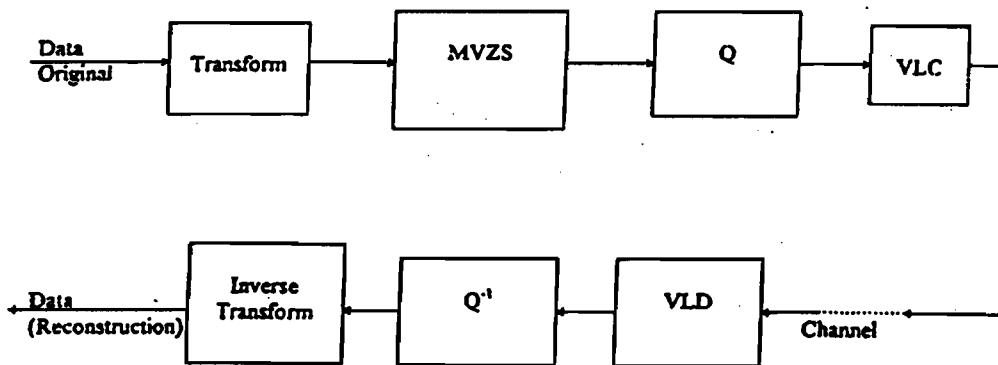 Data
Original
Transform
MVZS
Q
VLC
Inverse
Transform
Q⁻¹
VLD
Channel
Data
(Reconstruction)